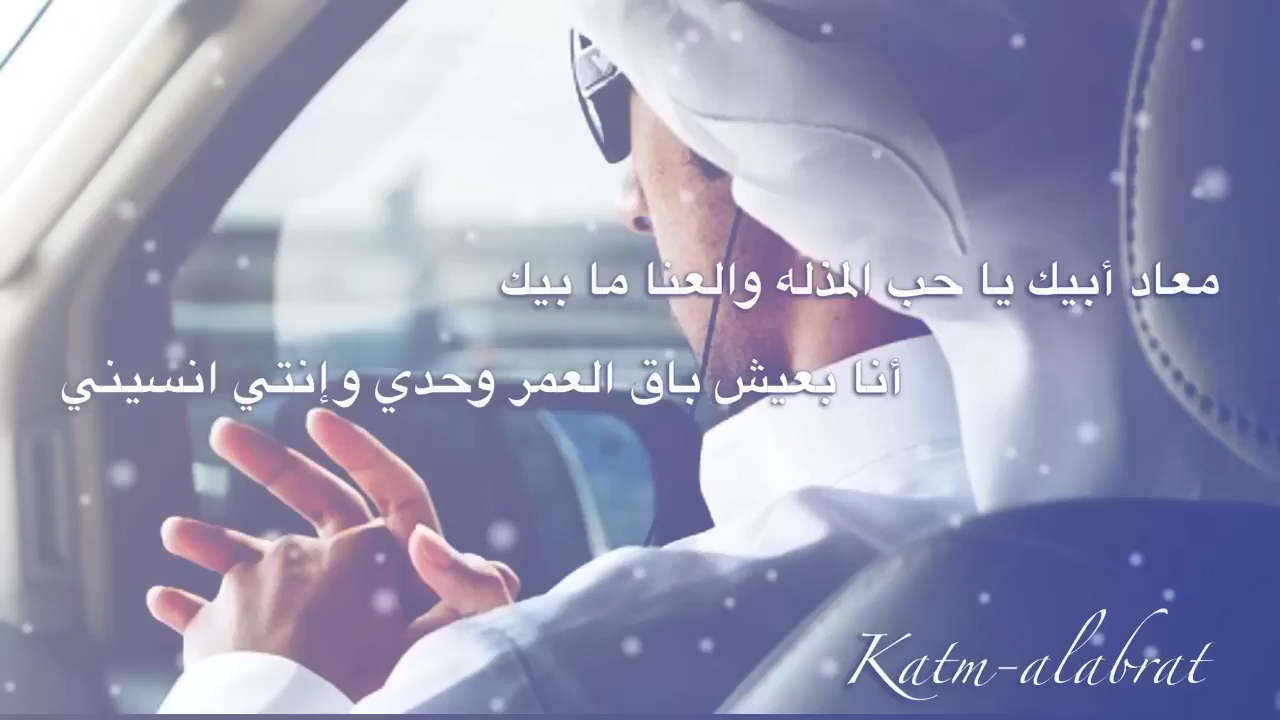 معاد أبيك يا حب المذله والعنا ما بيك
أنا بعيش باق العمر وحدي وإنتي انسيني
Katm-alabrat